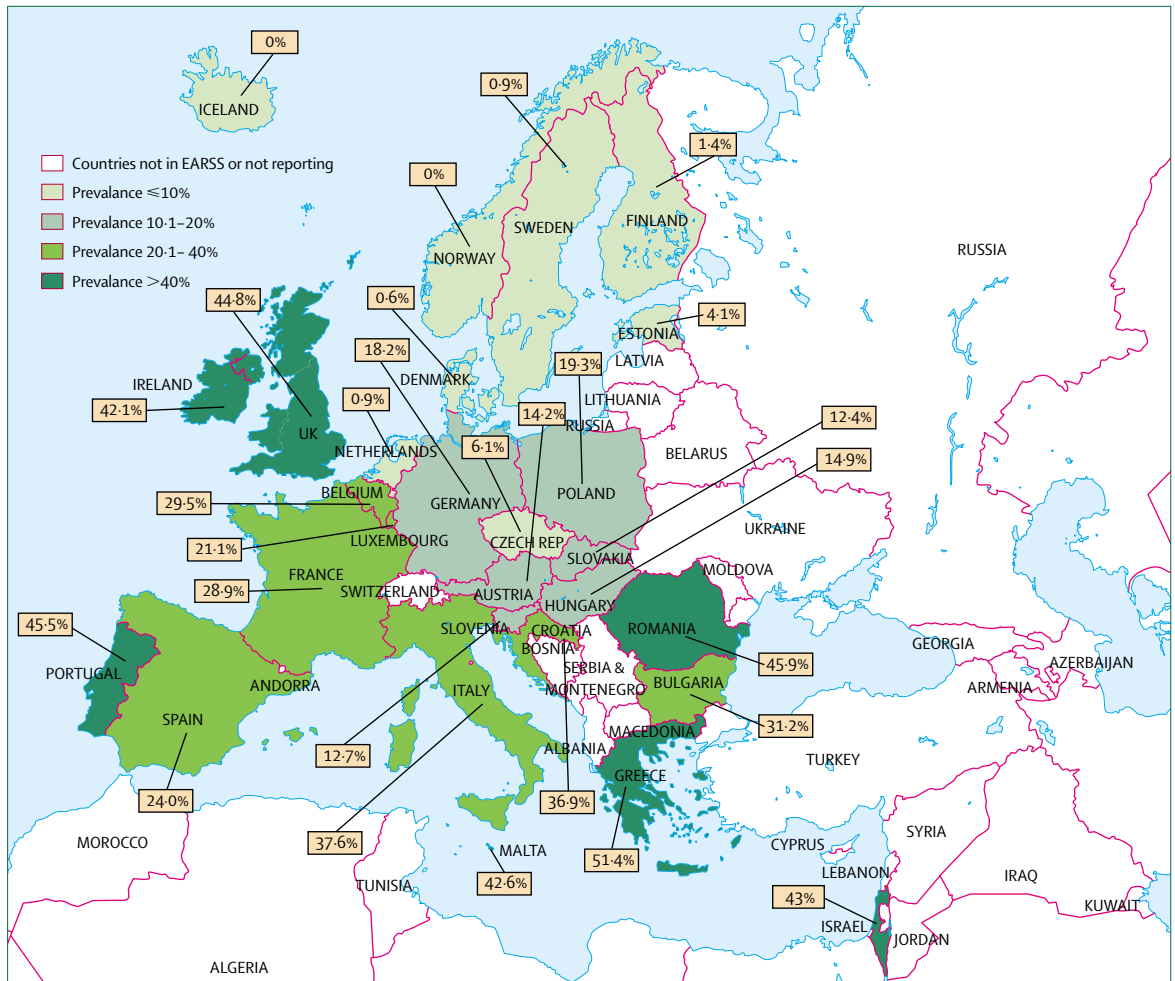 0%
ICELAND
0·9%
1·4%
Countries not in EARSS or not reporting
Prevalance ≤10%
Prevalance 10·1–20%
Prevalance 20·1– 40%
Prevalance >40%
0%
SWEDEN
FINLAND
NORWAY
RUSSIA
44·8%
0·6%
4·1%
ESTONIA
18·2%
19·3%
LATVIA
DENMARK
IRELAND
42·1%
0·9%
LITHUANIA
14·2%
RUSSIA
12·4%
UK
6·1%
NETHERLANDS
BELARUS
14·9%
BELGIUM
29·5%
GERMANY
POLAND
UKRAINE
21·1%
LUXEMBOURG
CZECH REP
SLOVAKIA
MOLDOVA
FRANCE
28·9%
SWITZERLAND
AUSTRIA
HUNGARY
45·5%
SLOVENIA
CROATIA
ROMANIA
BOSNIA
GEORGIA
45·9%
AZERBAIJAN
PORTUGAL
ANDORRA
SERBIA &
MONTENEGRO
BULGARIA
ARMENIA
ITALY
SPAIN
31·2%
MACEDONIA
12·7%
ALBANIA
TURKEY
GREECE
24·0%
36·9%
MOROCCO
37·6%
MALTA
51·4%
CYPRUS
SYRIA
LEBANON
42·6%
TUNISIA
IRAQ
43%
KUWAIT
ISRAEL
JORDAN
ALGERIA